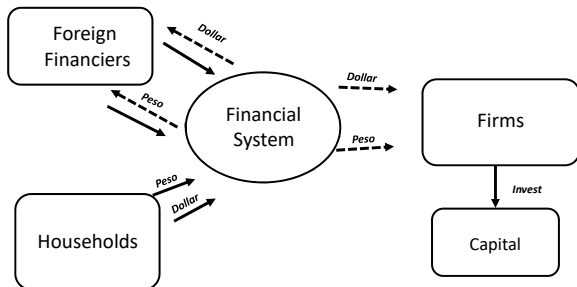 Foreign
Financiers
Dollar
Peso
Financial
System
Dollar
Peso
Firms
Invest
Capital
Peso
Dollar
Households